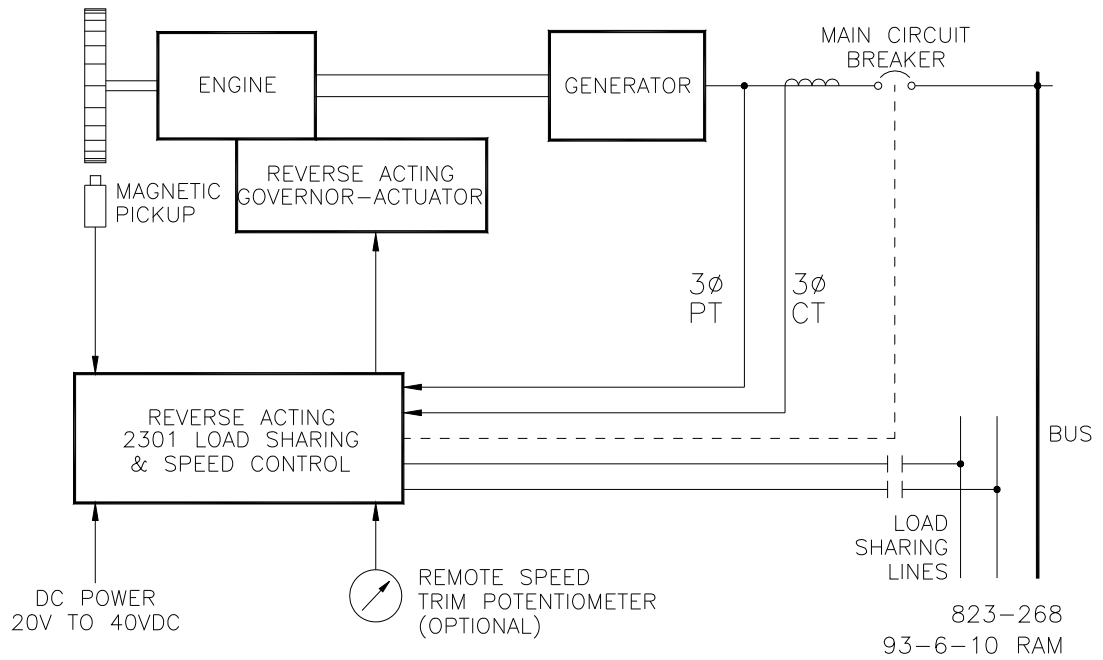 MAIN CIRCUIT
BREAKER
ENGINE
GENERATOR
REVERSE ACTING
GOVERNOR–ACTUATOR
MAGNETIC
PICKUP
3ø
PT
3ø
CT
REVERSE ACTING
2301 LOAD SHARING
& SPEED CONTROL
BUS
LOAD
SHARING
LINES
DC POWER
20V TO 40VDC
REMOTE SPEED
TRIM POTENTIOMETER
(OPTIONAL)
823–268
93–6–10 RAM